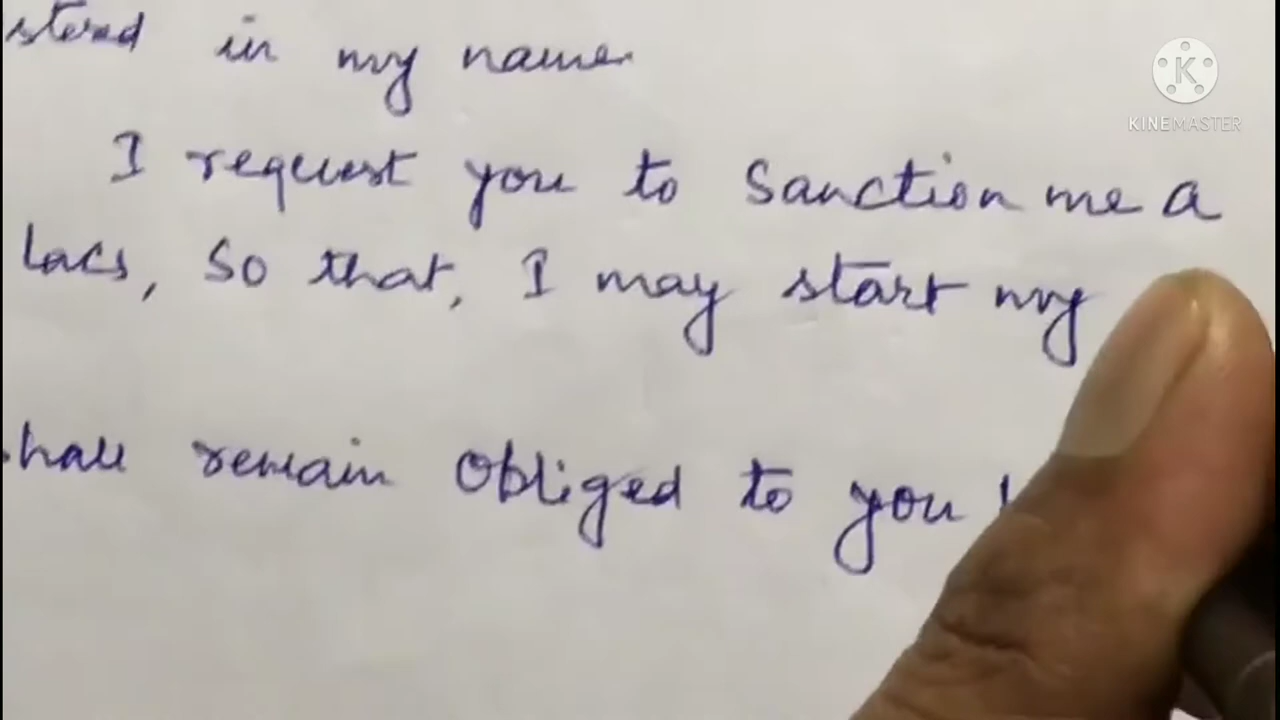 stered in my name.
I request you to Sanction me a
lacs, So that, I may start my
hall remain Obliged to you
KINEMASTER